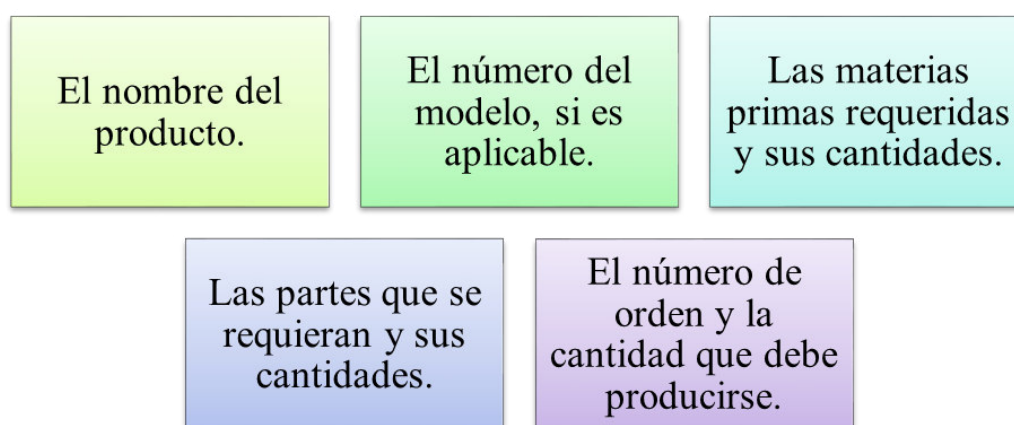 El nombre del
producto.
El número del
modelo, si es
aplicable.
Las materias
primas requeridas
y sus cantidades.
Las partes que se
requieran y sus
cantidades.
El número de
orden y la
cantidad que debe
producirse.